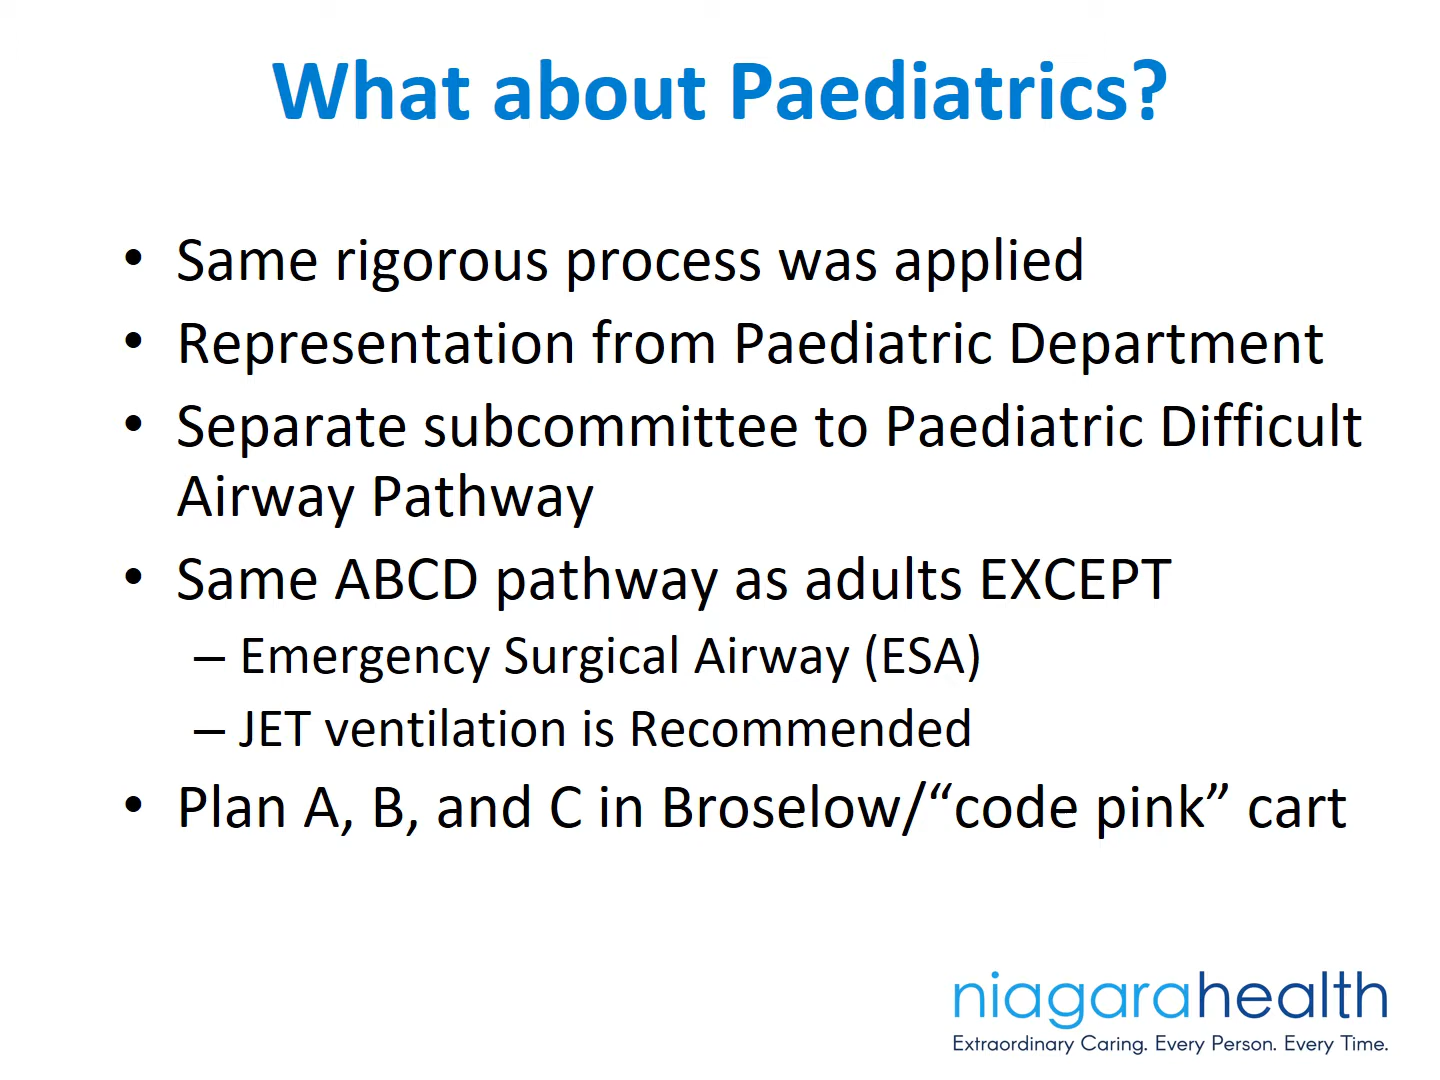 What about Paediatrics?
• Same rigorous process was applied
• Representation from Paediatric Department
• Separate subcommittee to Paediatric Difficult
Airway Pathway
• Same ABCD pathway as adults EXCEPT
– Emergency Surgical Airway (ESA)
– JET ventilation is Recommended
• Plan A, B, and C in Broselow/“code pink” cart
niagarahealth
Extraordinary Caring. Every Person. Every Time.